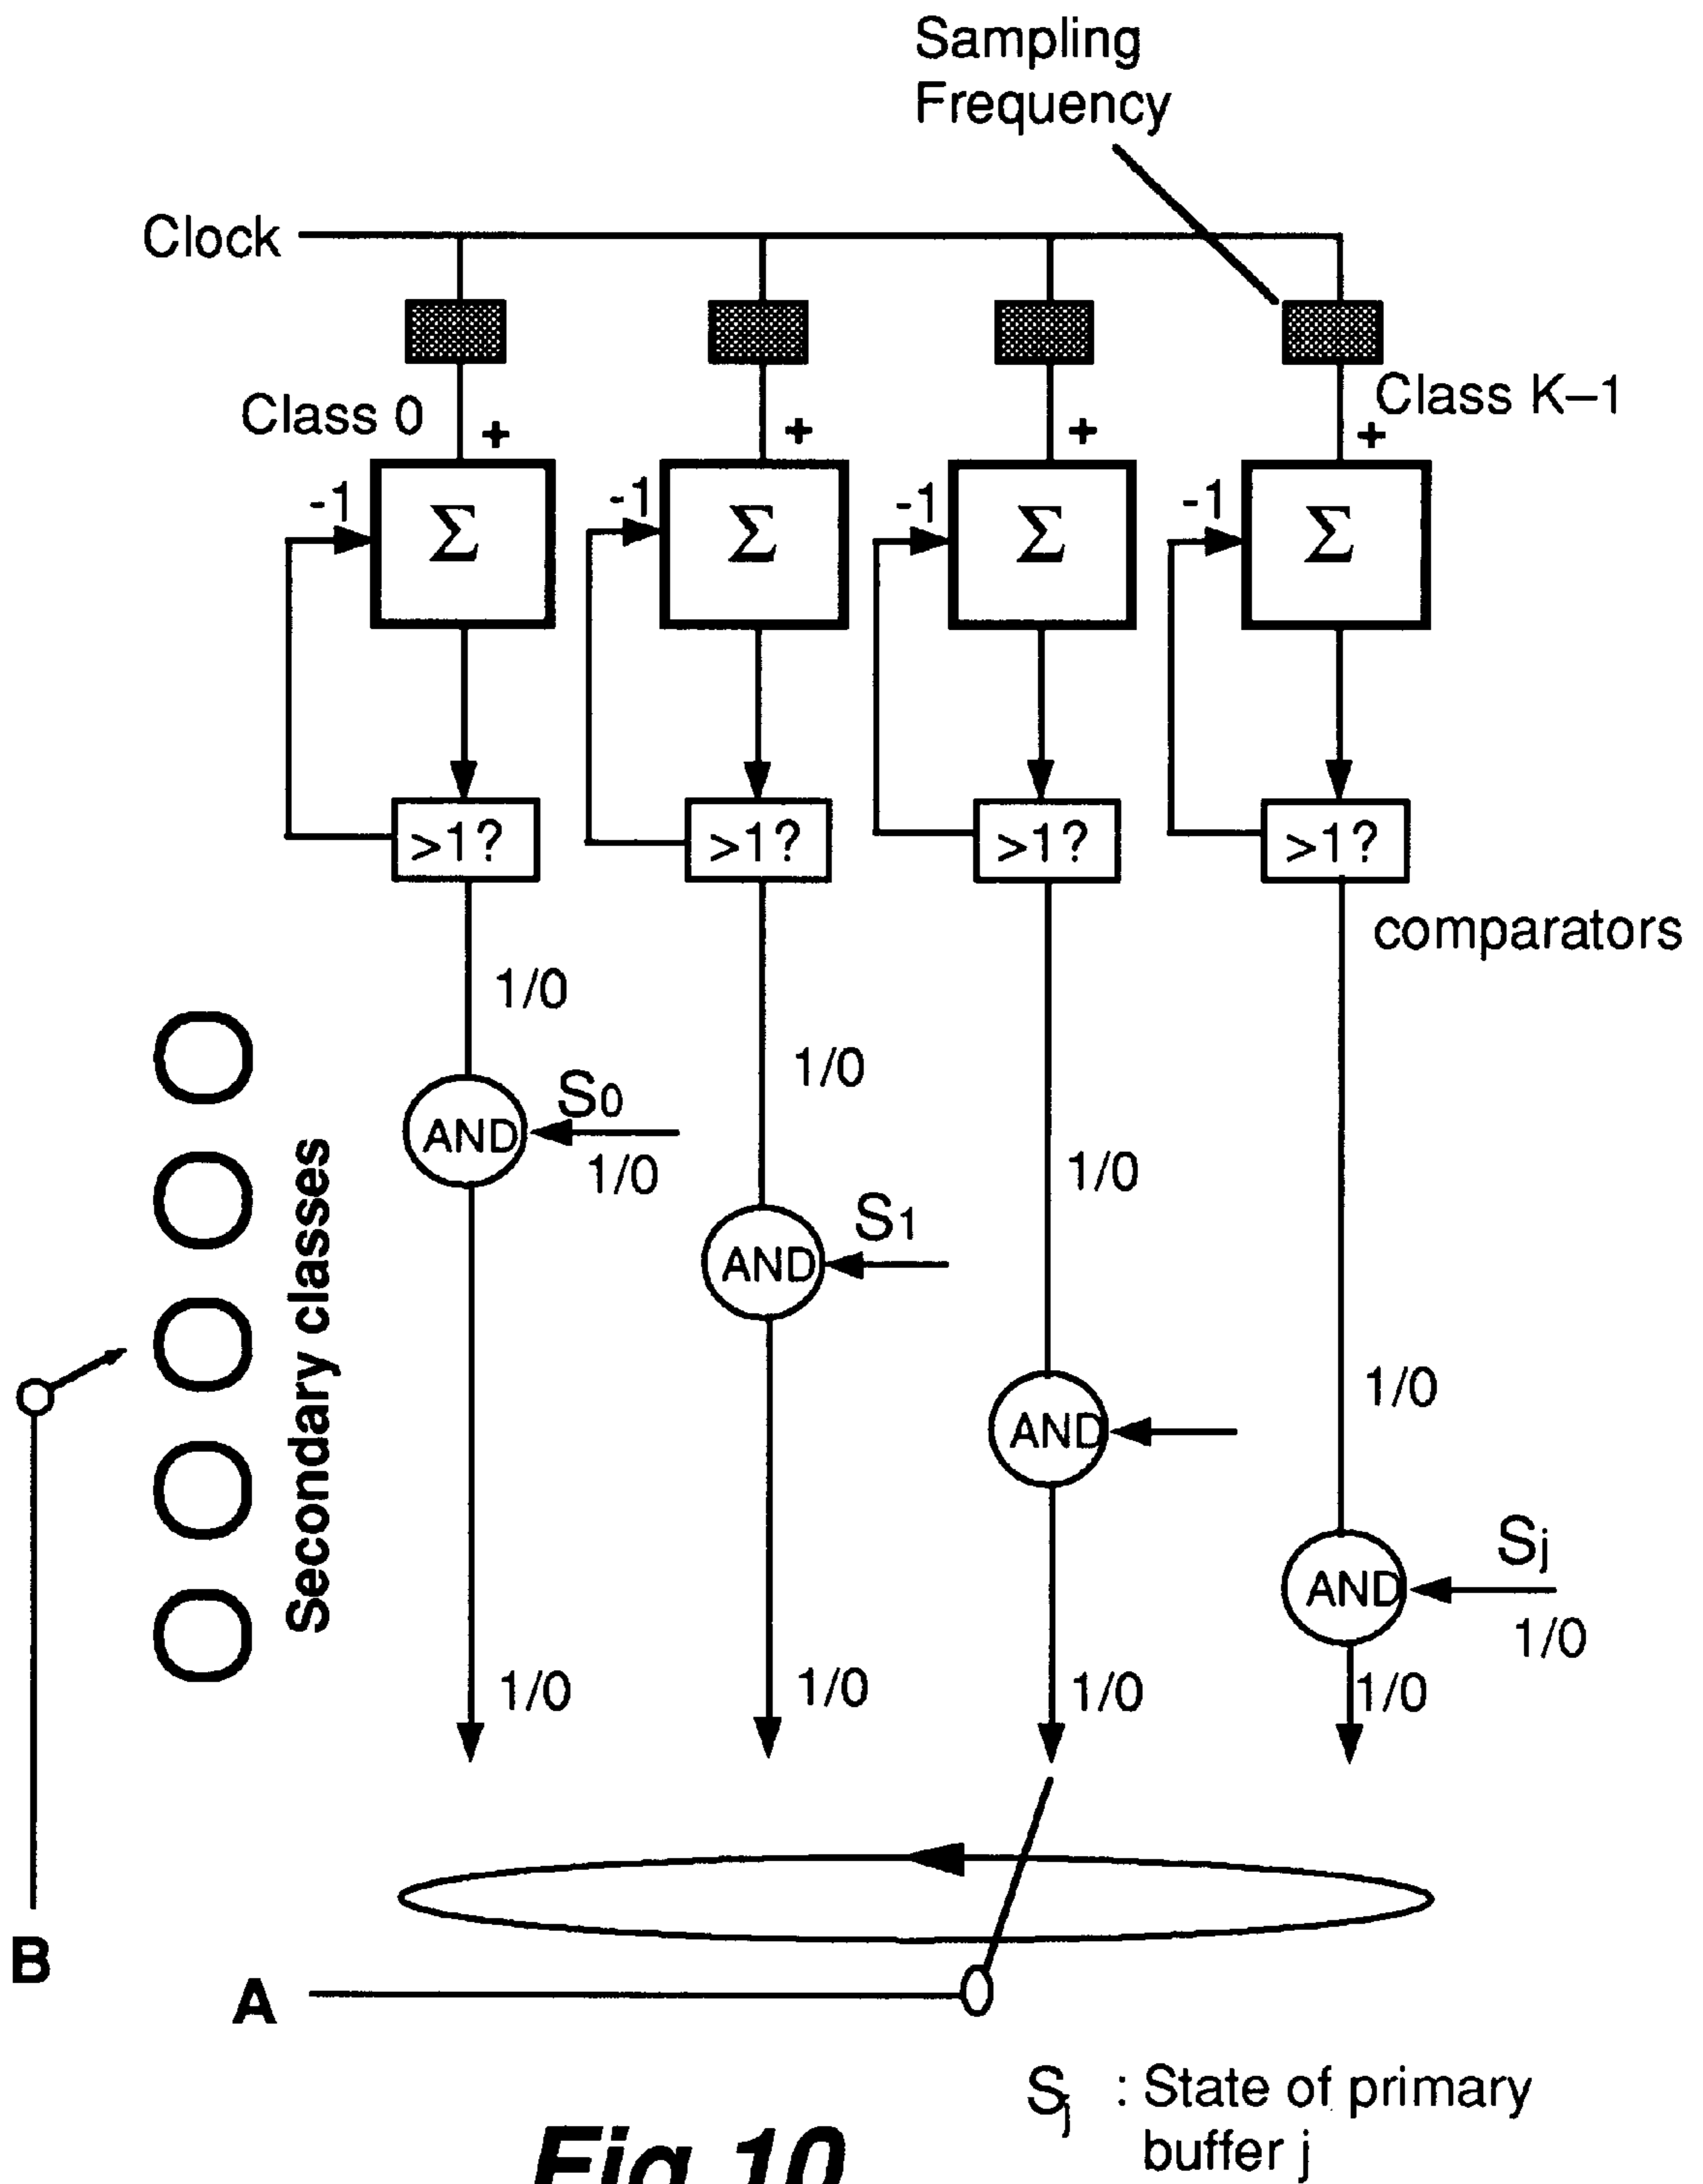 Sampling
Frequency
Clock
Class 0
Class K–1
+
+
+
+
-1
-1
-1
-1
Σ
Σ
Σ
Σ
>1?
>1?
>1?
>1?
comparators
1/0
1/0
1/0
1/0
AND
S0
1/0
AND
S1
AND
AND
Sj
1/0
Secondary classes
1/0
1/0
1/0
1/0
B
A
Sj : State of primary
buffer j
Fig 10